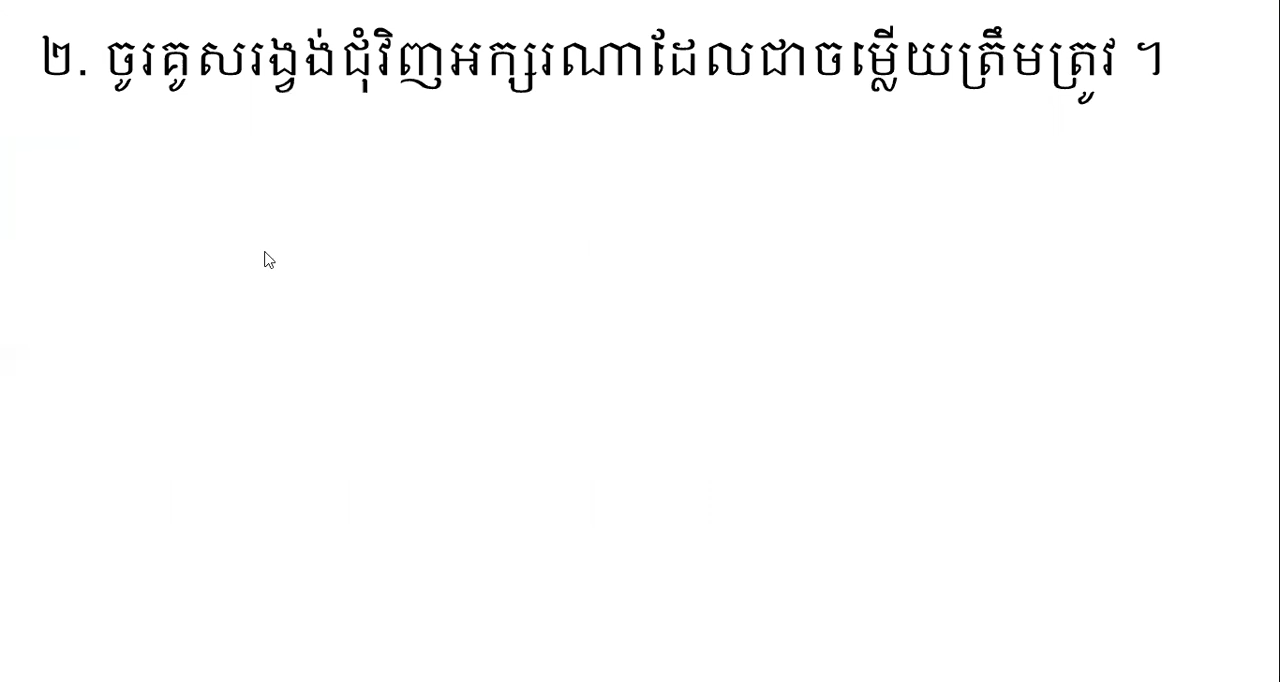 ២. ចូរគូសរង្វង់ជុំវិញអក្សរណាដែលជាចម្លើយត្រឹមត្រូវ ។